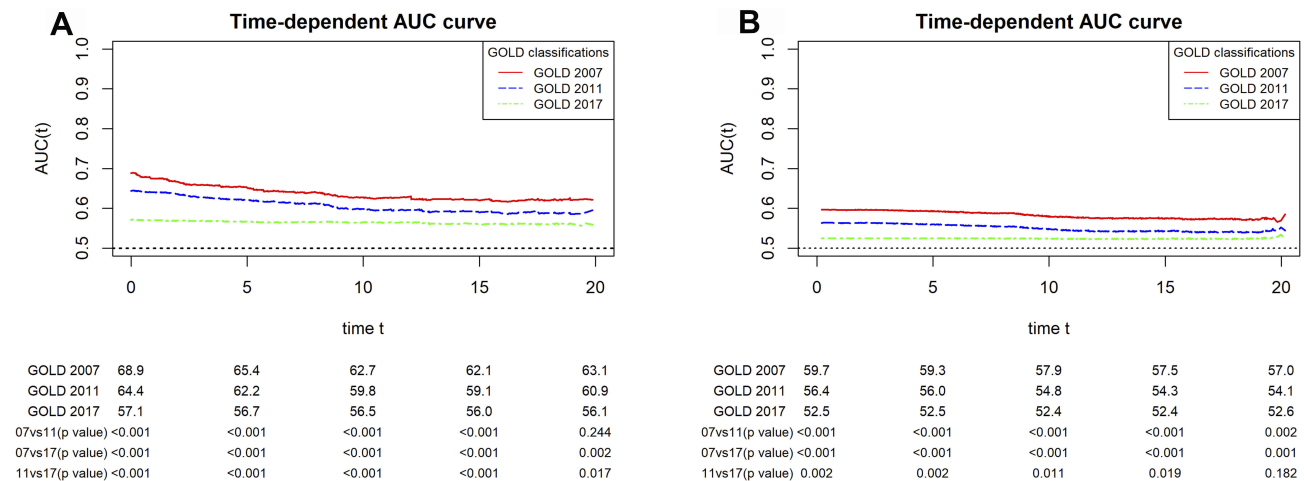 A
Time-dependent AUC curve
GOLD classifications
GOLD 2007
GOLD 2011
GOLD 2017
AUC(t)
1.0
0.9
0.8
0.7
0.6
0.5
0 5 10 15 20
time t
GOLD 2007 68.9 65.4 62.7 62.1 63.1
GOLD 2011 64.4 62.2 59.8 59.1 60.9
GOLD 2017 57.1 56.7 56.5 56.0 56.1
07vs11(p value) <0.001 <0.001 <0.001 <0.001 0.244
07vs17(p value) <0.001 <0.001 <0.001 <0.001 0.002
11vs17(p value) <0.001 <0.001 <0.001 <0.001 0.017
B
Time-dependent AUC curve
GOLD classifications
GOLD 2007
GOLD 2011
GOLD 2017
AUC(t)
1.0
0.9
0.8
0.7
0.6
0.5
0 5 10 15 20
time t
GOLD 2007 59.7 59.3 57.9 57.5 57.0
GOLD 2011 56.4 56.0 54.8 54.3 54.1
GOLD 2017 52.5 52.5 52.4 52.4 52.6
07vs11(p value) <0.001 <0.001 <0.001 <0.001 0.002
07vs17(p value) <0.001 <0.001 <0.001 <0.001 0.001
11vs17(p value) 0.002 0.002 0.011 0.019 0.182